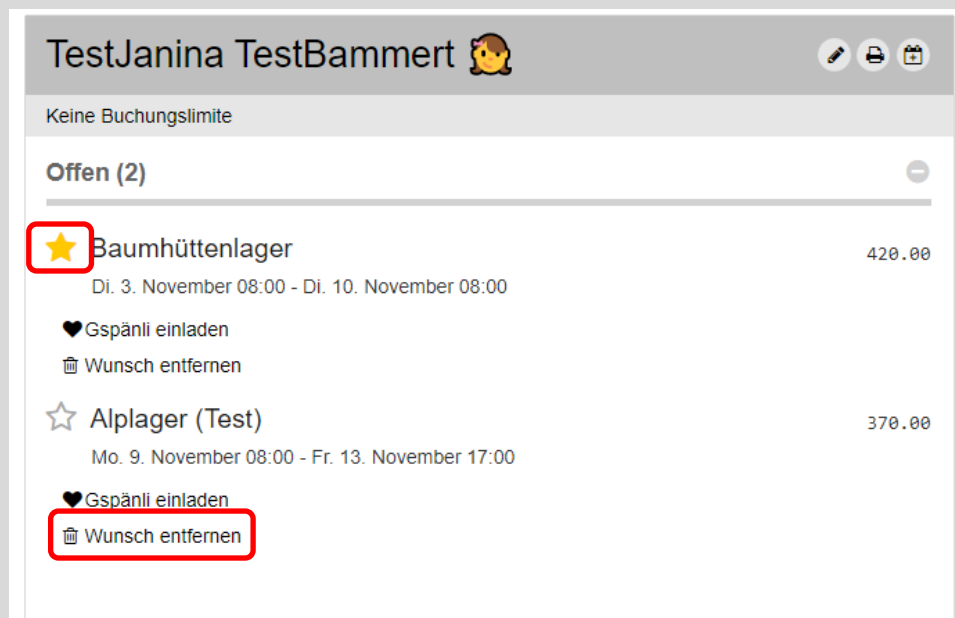 TestJanina TestBammert 👧
Keine Buchungslimite
Offen (2)
Baumhüttenlager 420.00
Di. 3. November 08:00 - Di. 10. November 08:00
Gspänli einladen
Wunsch entfernen
Alplager (Test) 370.00
Mo. 9. November 08:00 - Fr. 13. November 17:00
Gspänli einladen
Wunsch entfernen